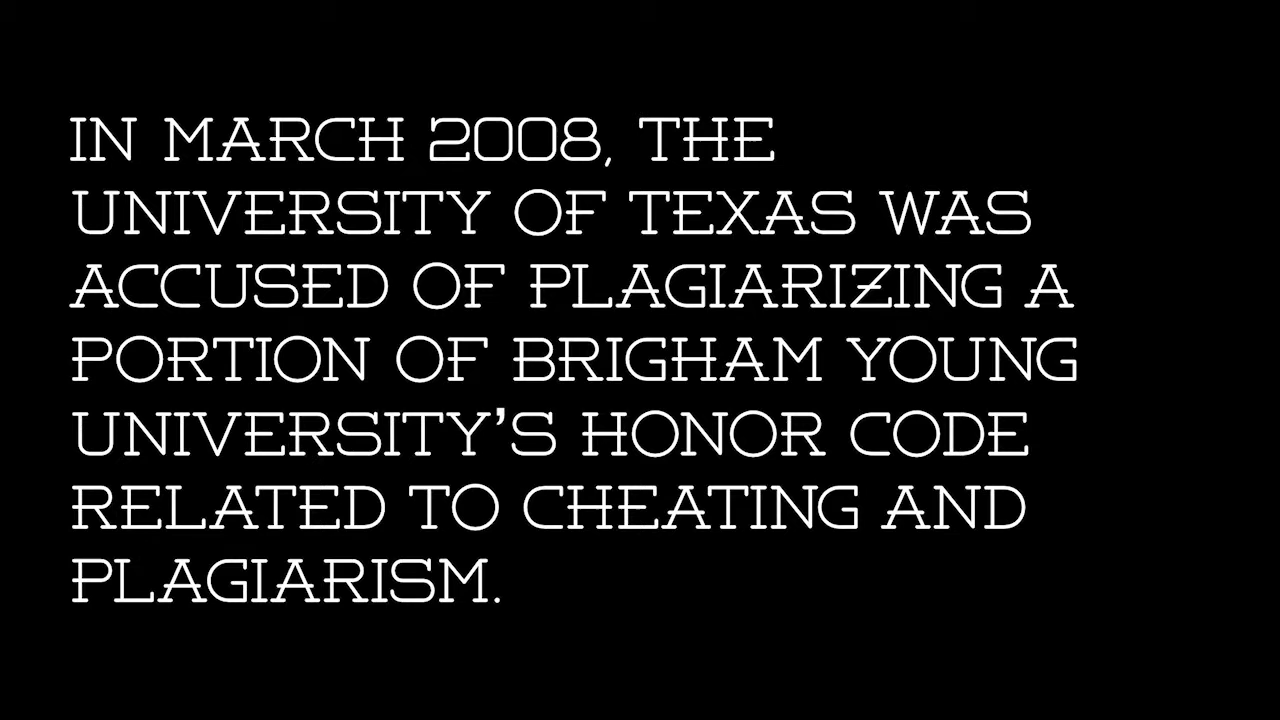 IN MARCH 2008, THE
UNIVERSITY OF TEXAS WAS
ACCUSED OF PLAGIARIZING A
PORTION OF BRIGHAM YOUNG
UNIVERSITY’S HONOR CODE
RELATED TO CHEATING AND
PLAGIARISM.